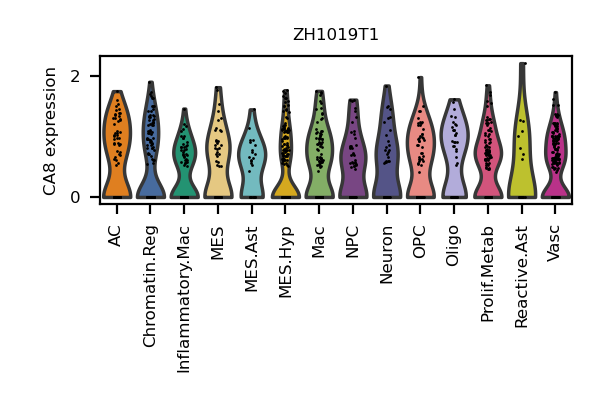 ZH1019T1
CA8 expression
2
0
AC
Chromatin.Reg
Inflammatory.Mac
MES
MES.Ast
MES.Hyp
Mac
NPC
Neuron
OPC
Oligo
Prolif.Metab
Reactive.Ast
Vasc